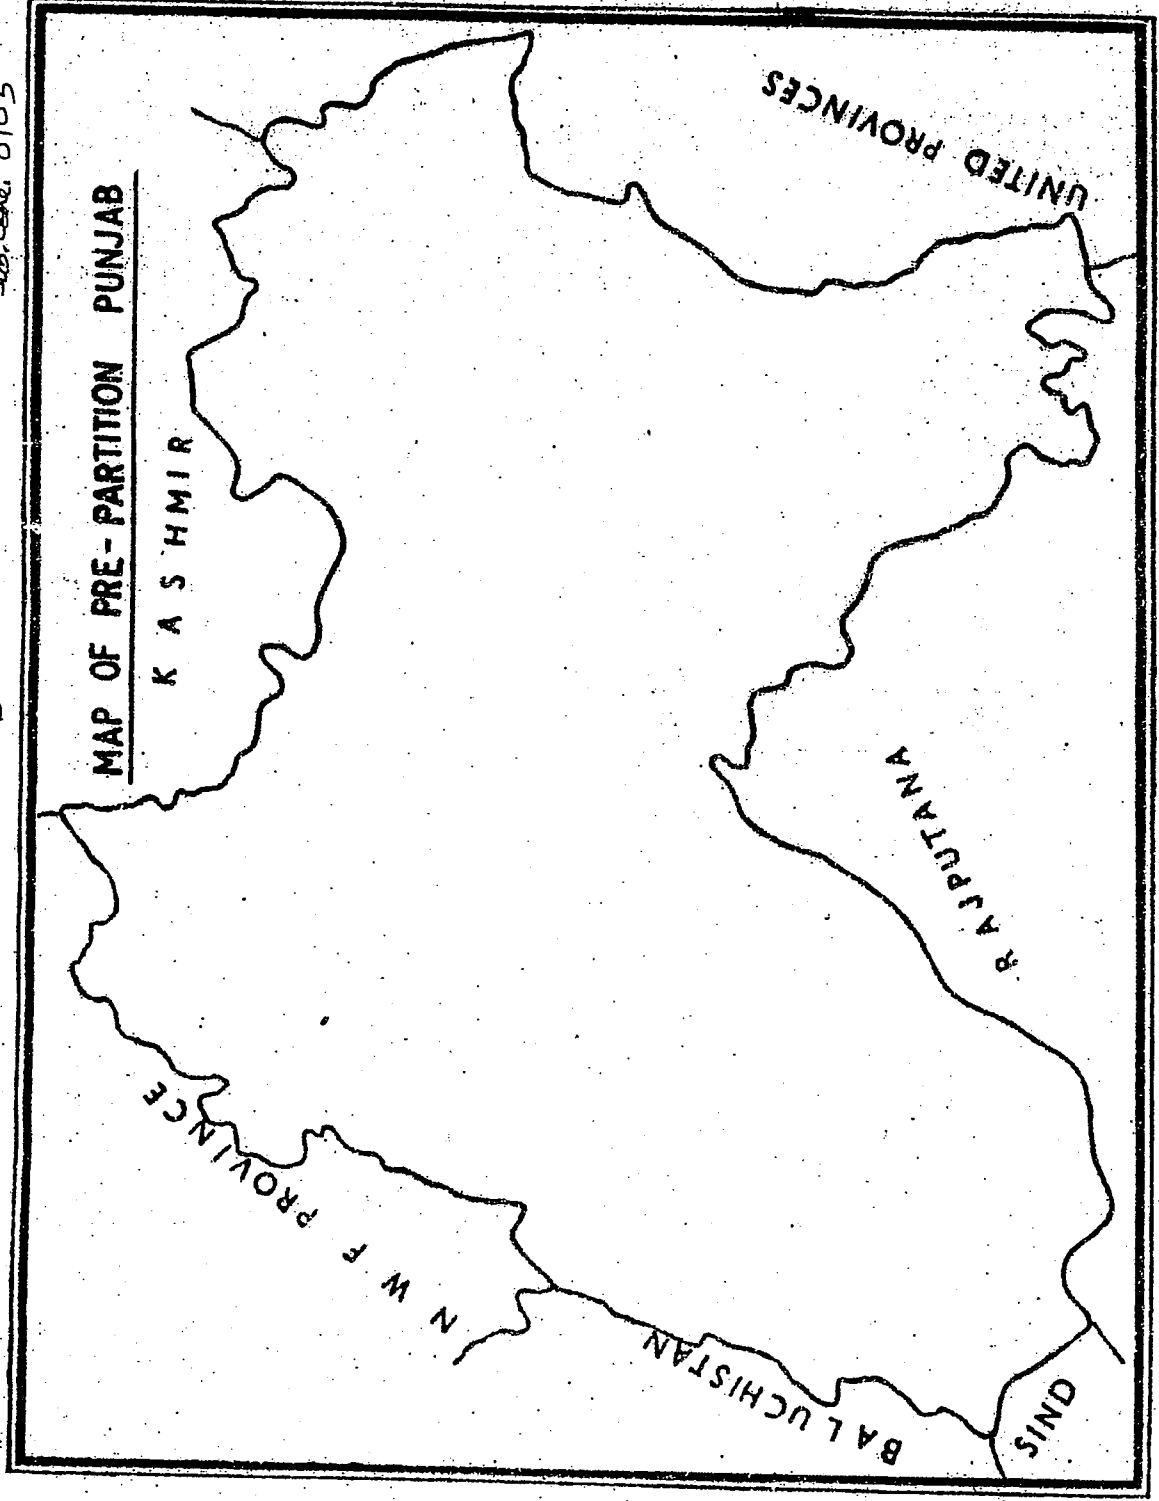 MAP OF PRE-PARTITION PUNJAB
KASHMIR
UNITED PROVINCES
N W F PROVINCE
RAJPUTANA
BALUCHISTAN
SIND